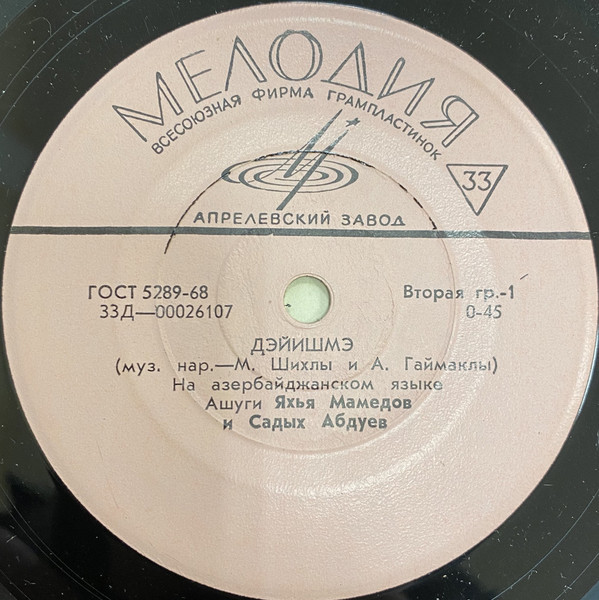 МЕЛОДИЯ
ВСЕСОЮЗНАЯ ФИРМА ГРАМПЛАСТИНОК
33
АПРЕЛЕВСКИЙ ЗАВОД
ГОСТ 5289-68 Вторая гр.-1
33Д—00026107 0-45
ДЭЙИШМЭ
(муз. нар.—М. Шихлы и А. Гаймаклы)
На азербайджанском языке
Ашуги Яхья Мамедов
и Садых Абдуев